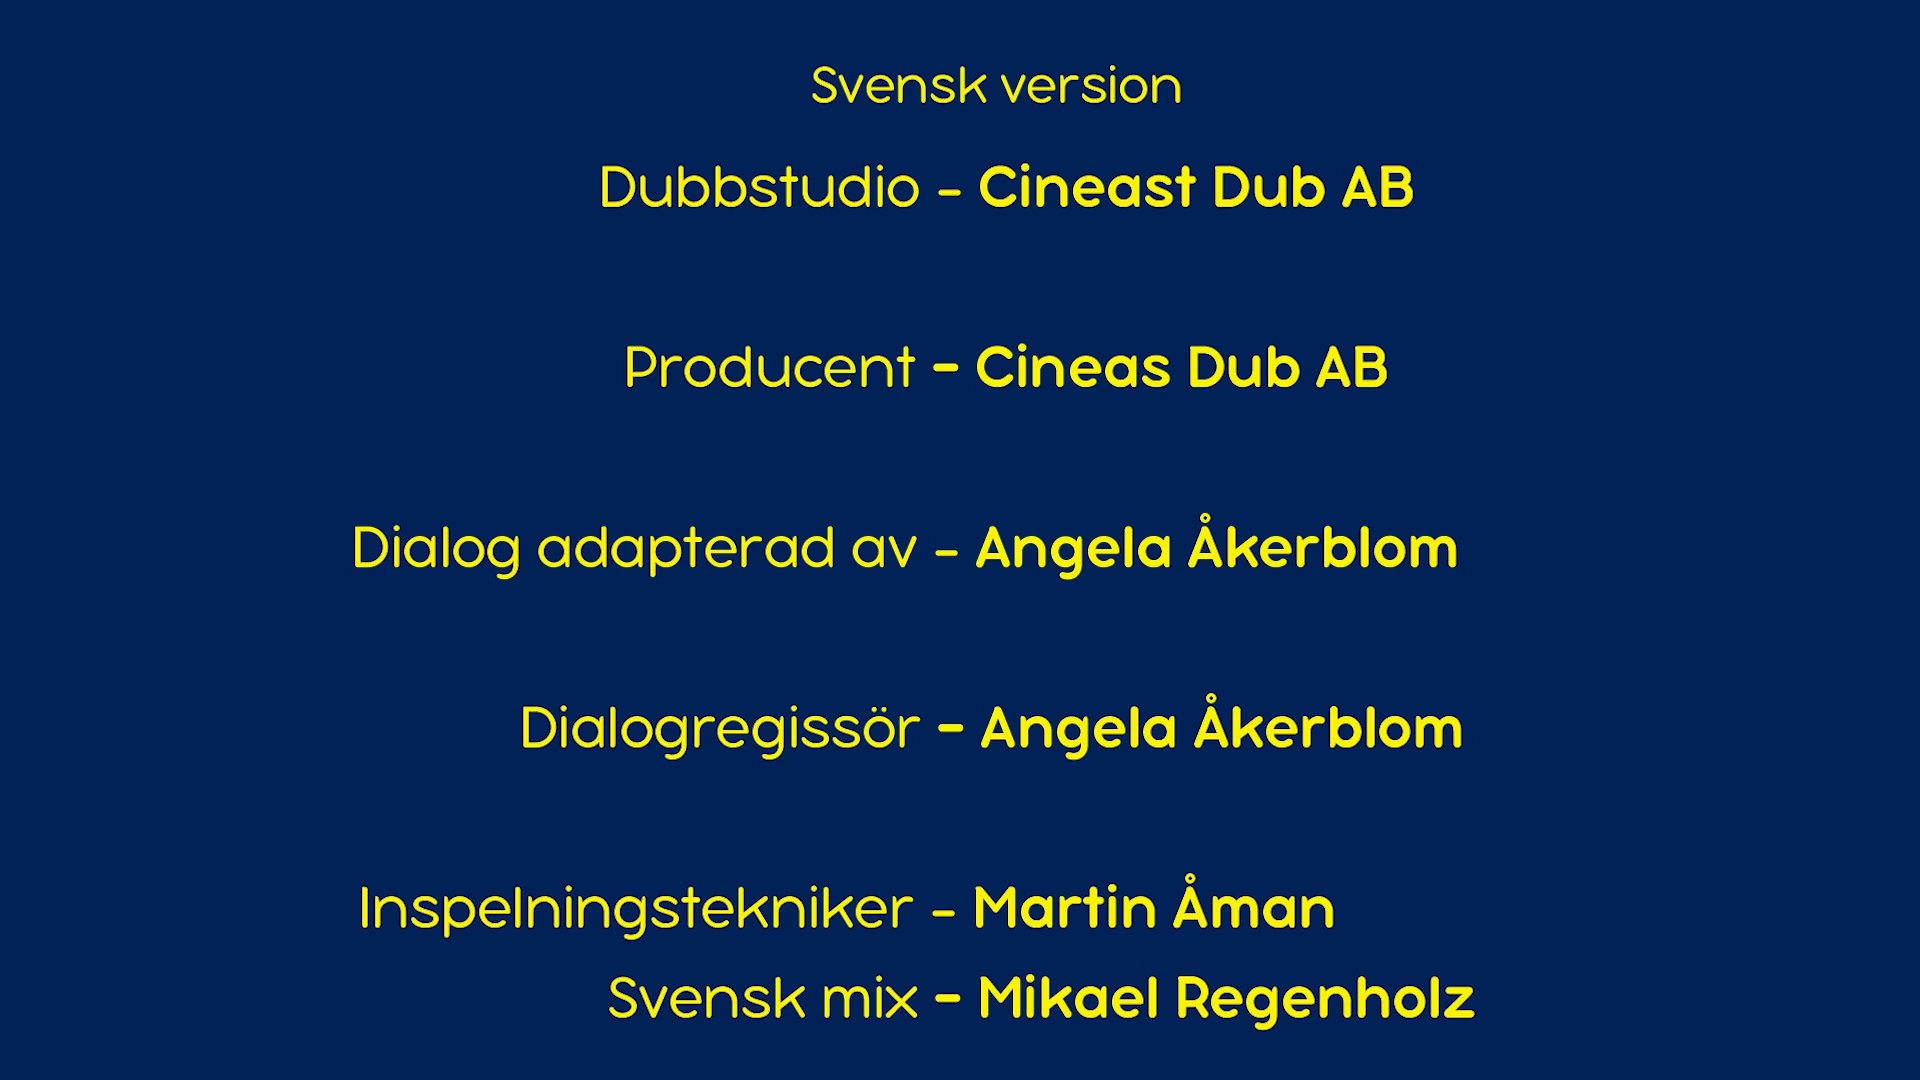 Svensk version
Dubbstudio - Cineast Dub AB
Producent - Cineas Dub AB
Dialog adapterad av - Angela Åkerblom
Dialogregissör - Angela Åkerblom
Inspelningstekniker - Martin Åman
Svensk mix - Mikael Regenholz